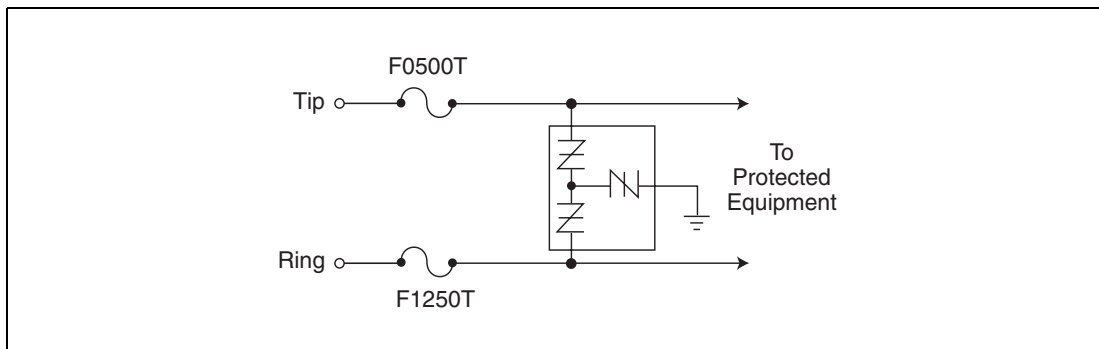 F0500T
Tip
To
Protected
Equipment
Ring
F1250T